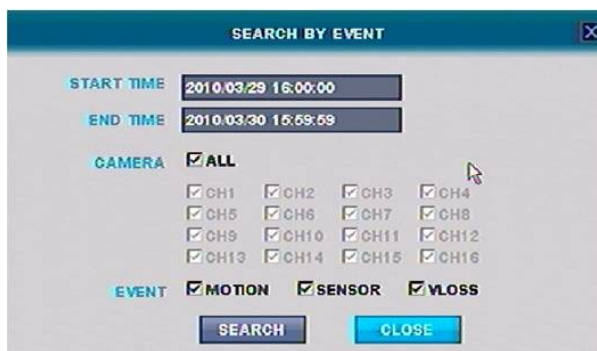 SEARCH BY EVENT
START TIME 2010/03/29 16:00:00
END TIME 2010/03/30 15:59:59
CAMERA ALL
CH1 CH2 CH3 CH4
CH5 CH6 CH7 CH8
CH9 CH10 CH11 CH12
CH13 CH14 CH15 CH16
EVENT MOTION SENSOR VLOSS
SEARCH CLOSE